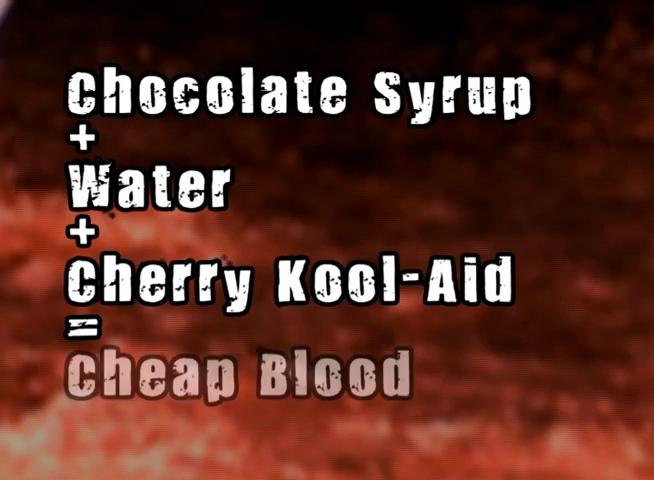 Chocolate Syrup
+
Water
+
Cherry Kool-Aid
=
Cheap Blood